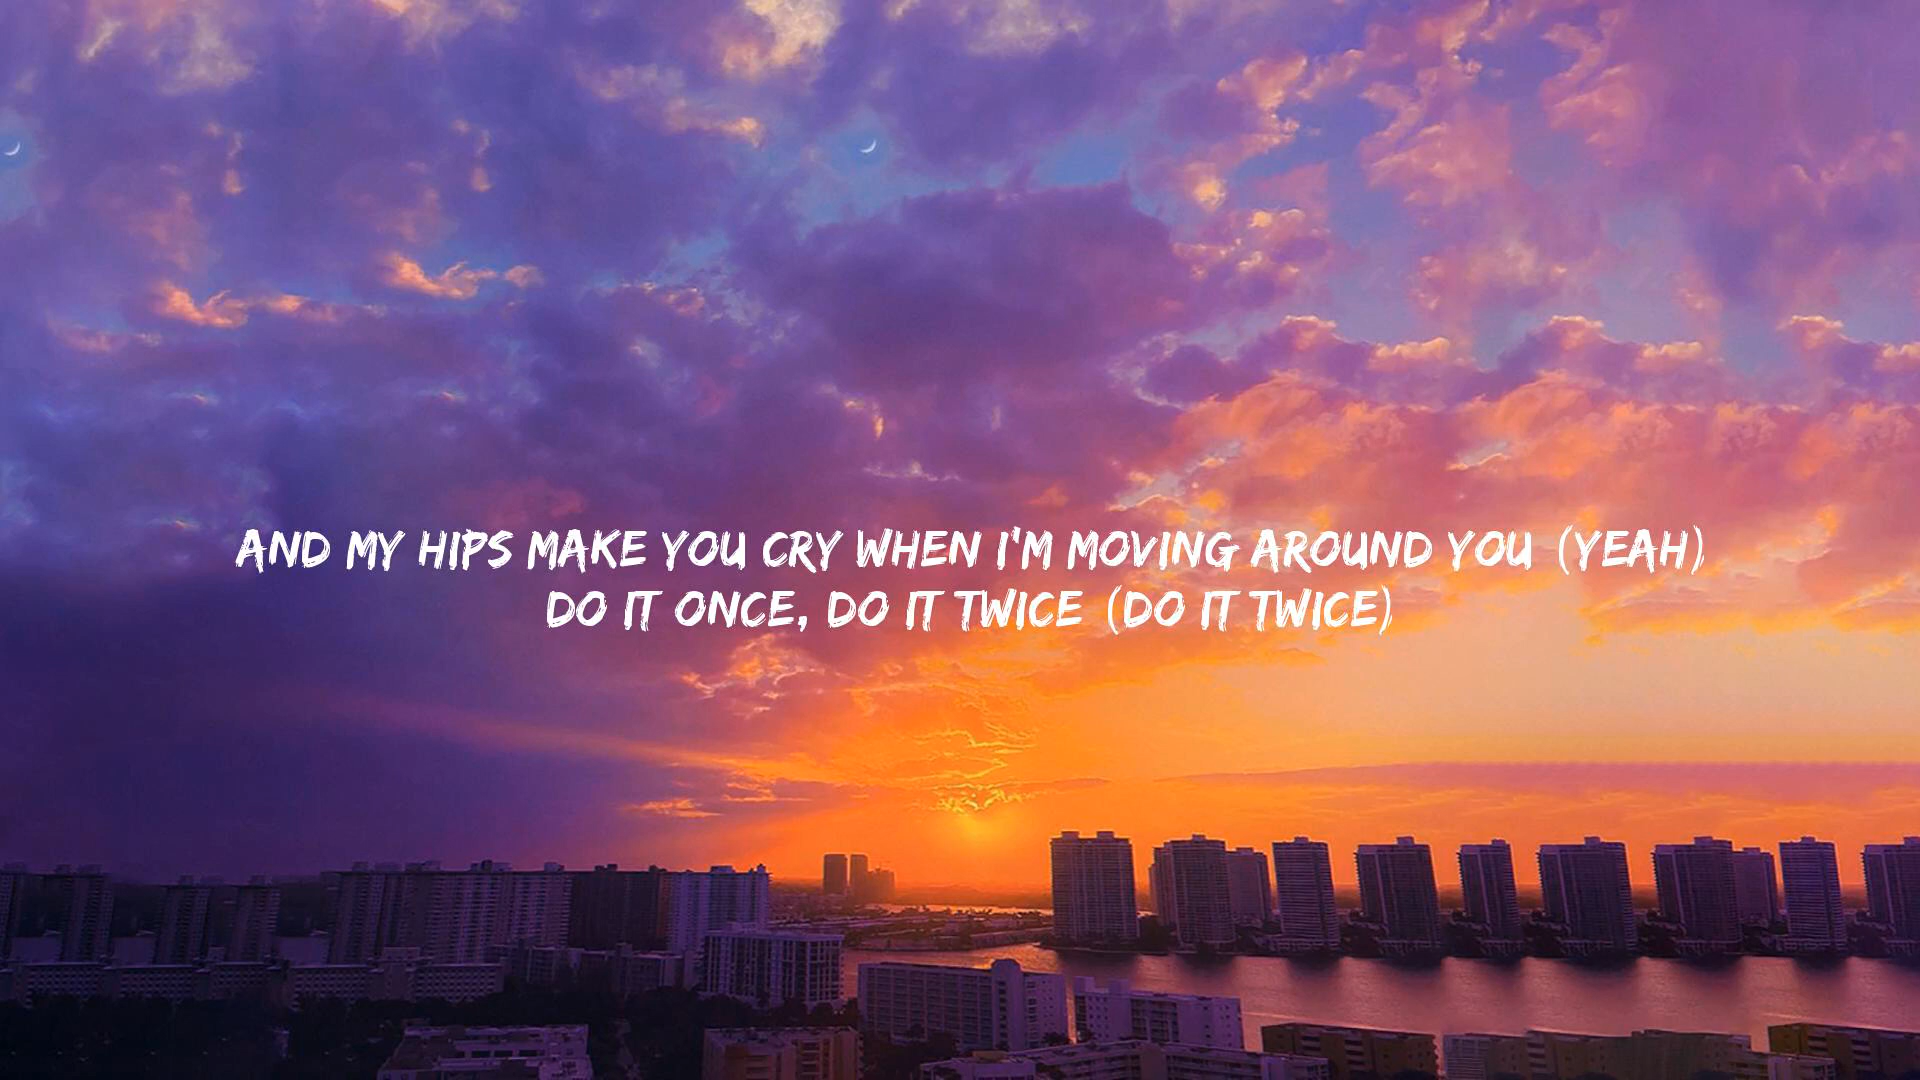 AND MY HIPS MAKE YOU CRY WHEN I'M MOVING AROUND YOU (YEAH)
DO IT ONCE, DO IT TWICE (DO IT TWICE)